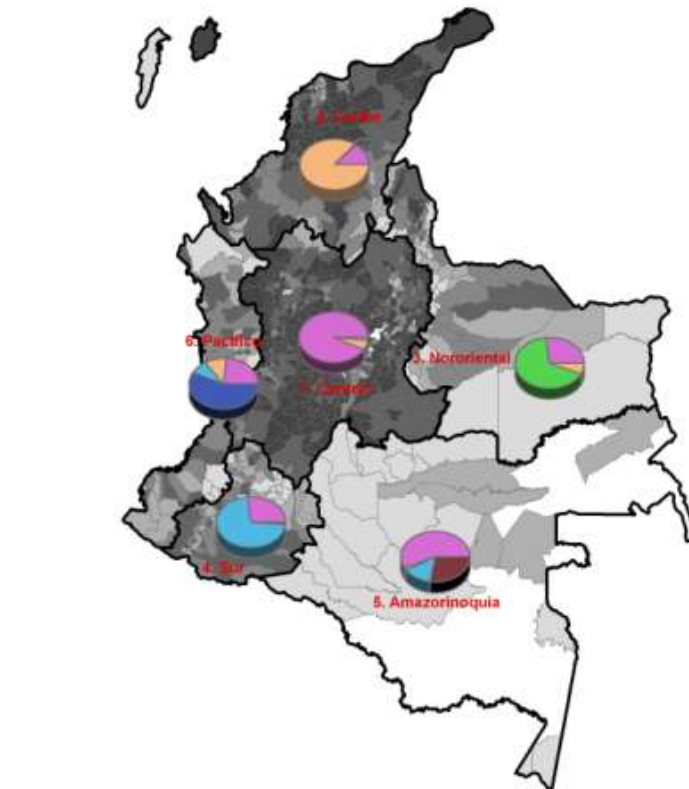 2. Caribe
6. Pacifico
3. Nororiental
1. Central
4. Sur
5. Amazorinoquia